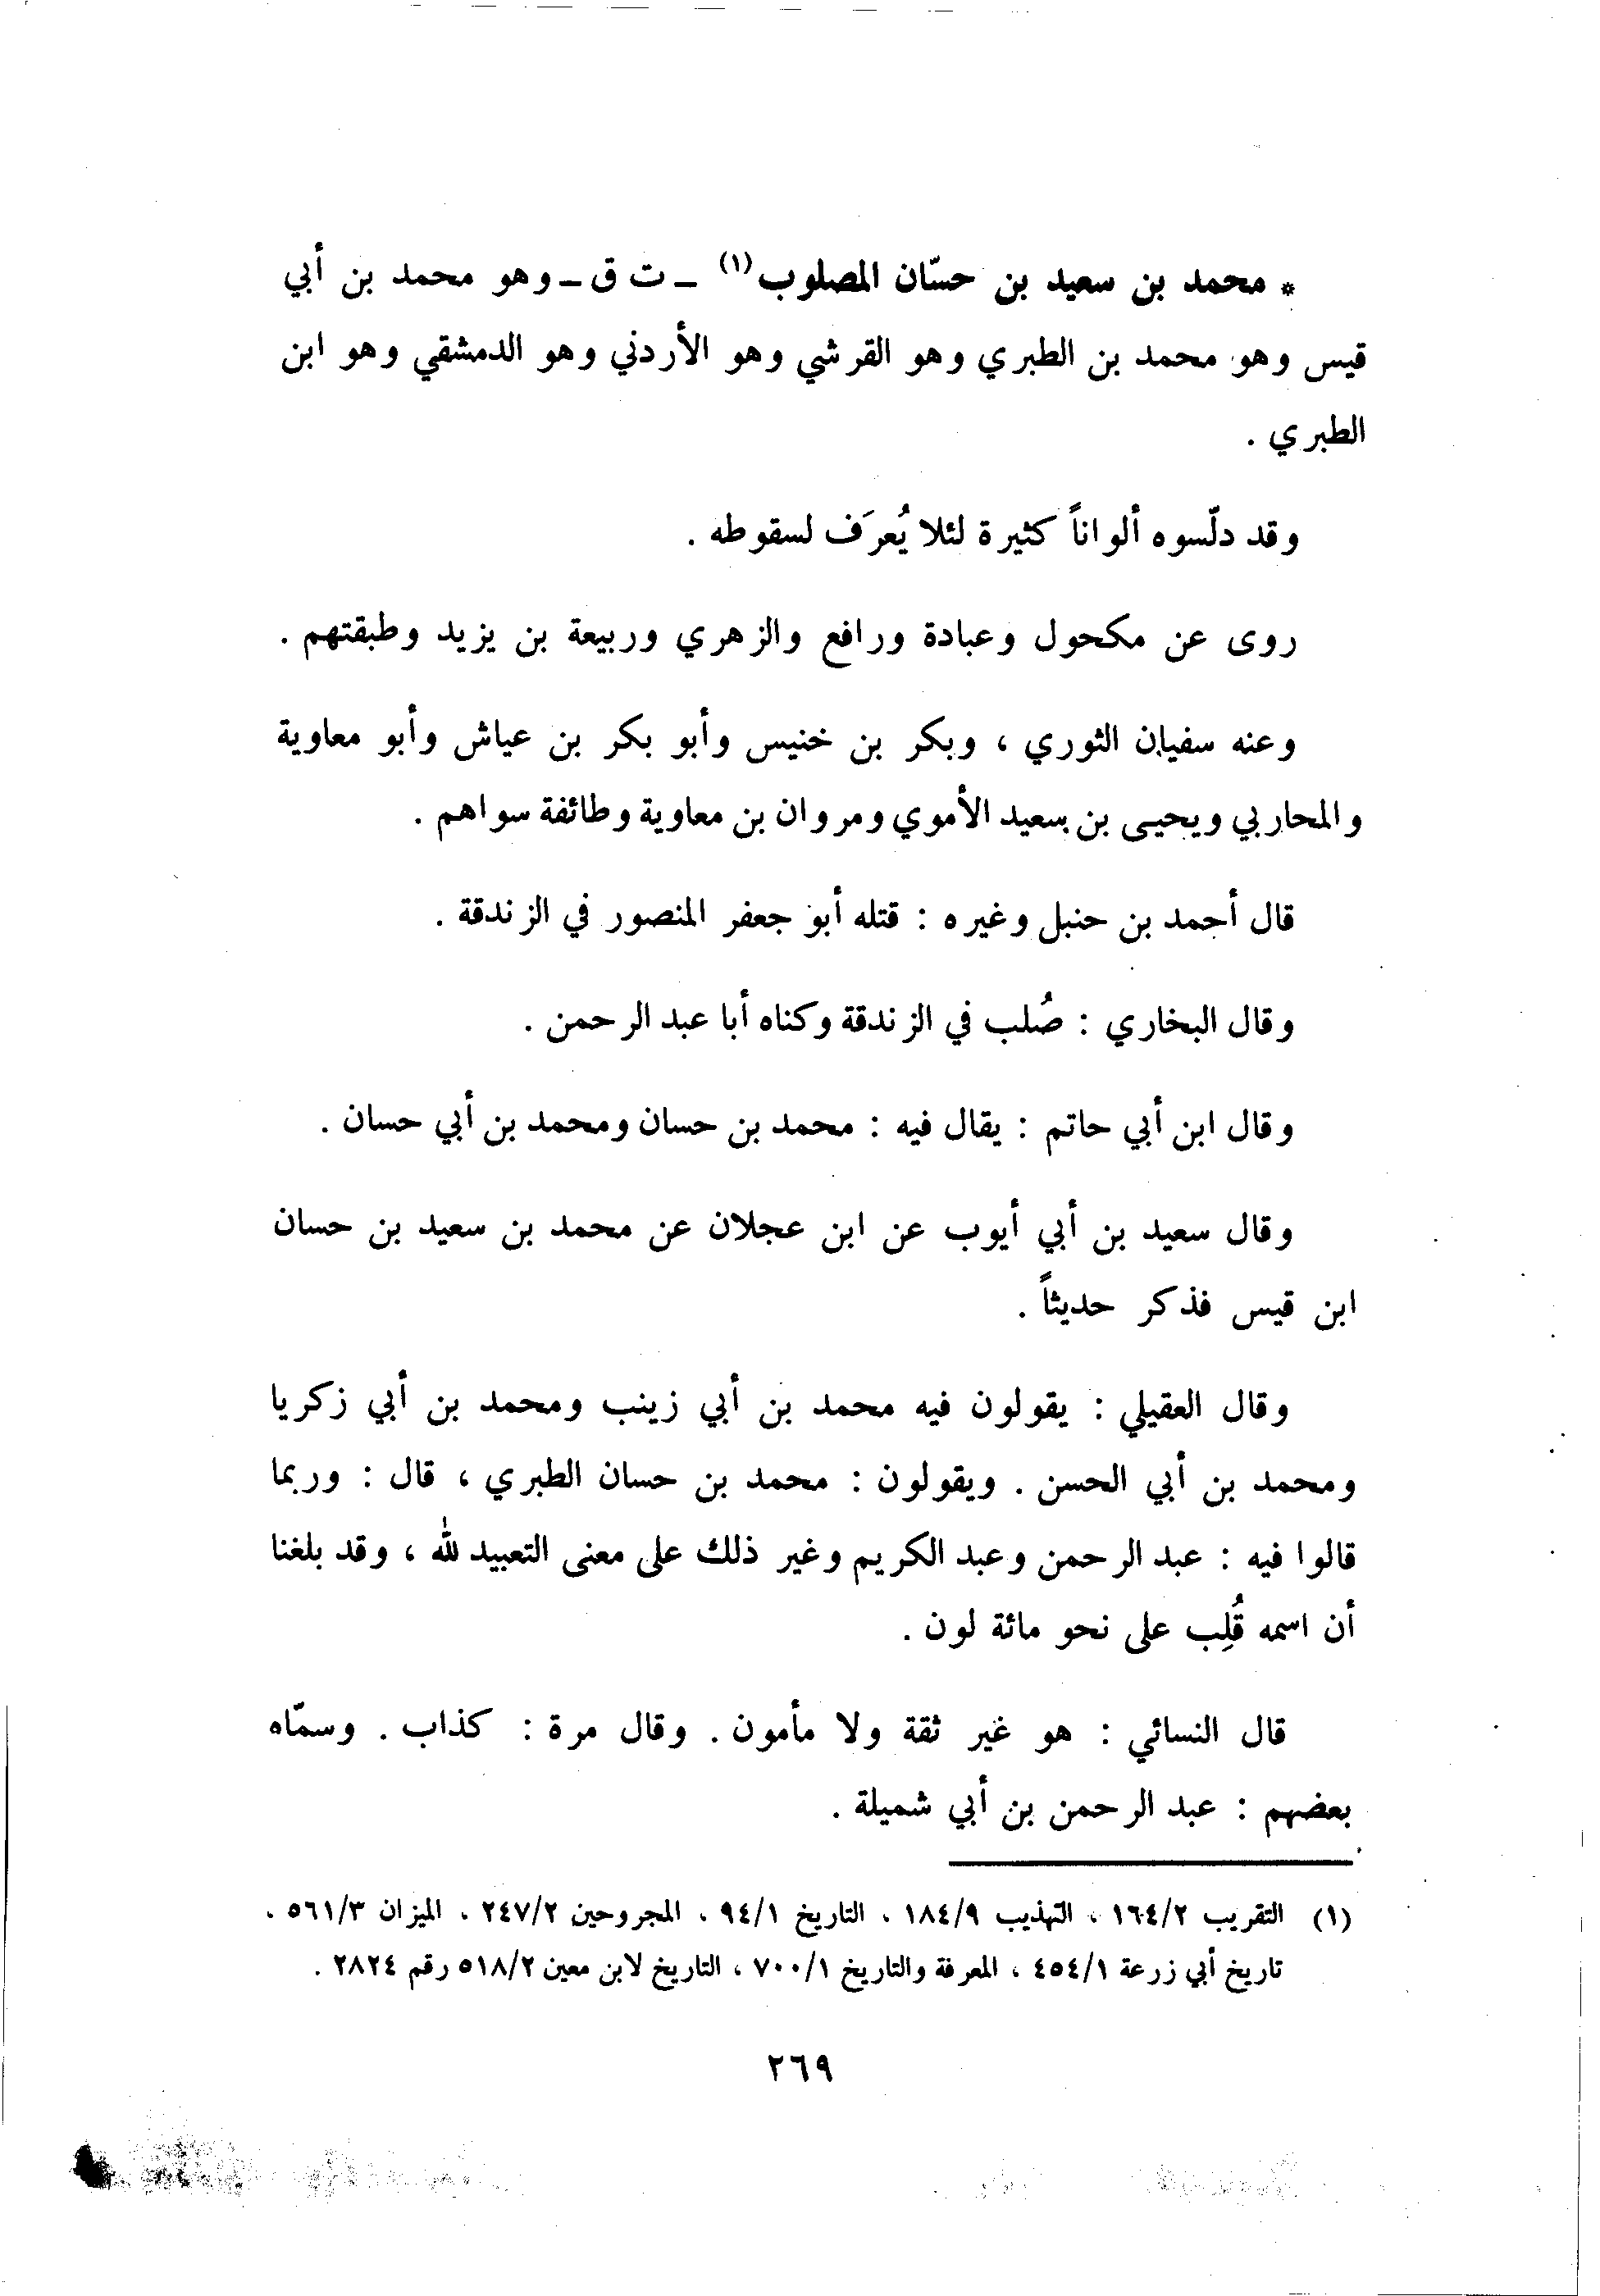 * محمد بن سعيد بن حسّان المصلوب (١) ـ ت ق ـ وهو محمد بن أبي
قيس وهو محمد بن الطبري وهو القرشي وهو الأردني وهو الدمشقي وهو ابن
الطبري .
وقد دلّسوه ألواناً كثيرة لئلا يُعرَف لسقوطه .
روى عن مكحول وعبادة ورافع والزهري وربيعة بن يزيد وطبقتهم .
وعنه سفيان الثوري ، وبكر بن خنيس وأبو بكر بن عياش وأبو معاوية
والمحاربي ويحيى بن سعيد الأموي ومروان بن معاوية وطائفة سواهم .
قال أحمد بن حنبل وغيره : قتله أبو جعفر المنصور في الزندقة .
وقال البخاري : صُلب في الزندقة وكناه أبا عبد الرحمن .
وقال ابن أبي حاتم : يقال فيه : محمد بن حسان ومحمد بن أبي حسان .
وقال سعيد بن أبي أيوب عن ابن عجلان عن محمد بن سعيد بن حسان
ابن قيس فذكر حديثاً .
وقال العقيلي : يقولون فيه محمد بن أبي زينب ومحمد بن أبي زكريا
ومحمد بن أبي الحسن . ويقولون : محمد بن حسان الطبري ، قال : وربما
قالوا فيه : عبد الرحمن وعبد الكريم وغير ذلك على معنى التعبيد لله ، وقد بلغنا
أن اسمه قُلِب على نحو مائة لون .
قال النسائي : هو غير ثقة ولا مأمون . وقال مرة : كذاب . وسمّاه
بعضهم : عبد الرحمن بن أبي شميلة .
(١) التقريب ١٦٤/٢ ، التهذيب ١٨٤/٩ ، التاريخ ٩٤/١ ، المجروحين ٢٤٧/٢ ، الميزان ٥٦١/٣ ،
تاريخ أبي زرعة ٤٥٤/١ ، المعرفة والتاريخ ٧٠٠/١ ، التاريخ لابن معين ٥١٨/٢ رقم ٢٨٢٤ .
٢٦٩